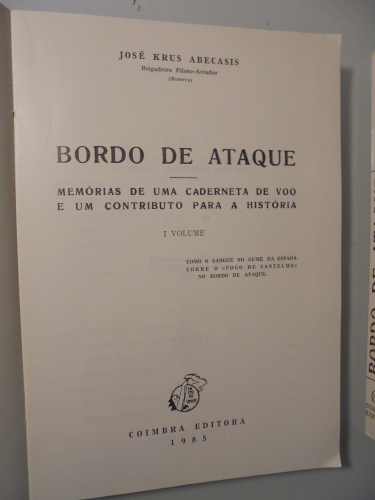 JOSÉ KRUS ABECASIS
Brigadeiro Piloto-Aviador
(Reserva)
BORDO DE ATAQUE
MEMÓRIAS DE UMA CADERNETA DE VOO
E UM CONTRIBUTO PARA A HISTÓRIA
I VOLUME
COMO O SANGUE NO GUME DA ESPADA
CORRE O «FOGO DE SANTELMO»
NO BORDO DE ATAQUE.
COIMBRA EDITORA
1985
BORDO DE